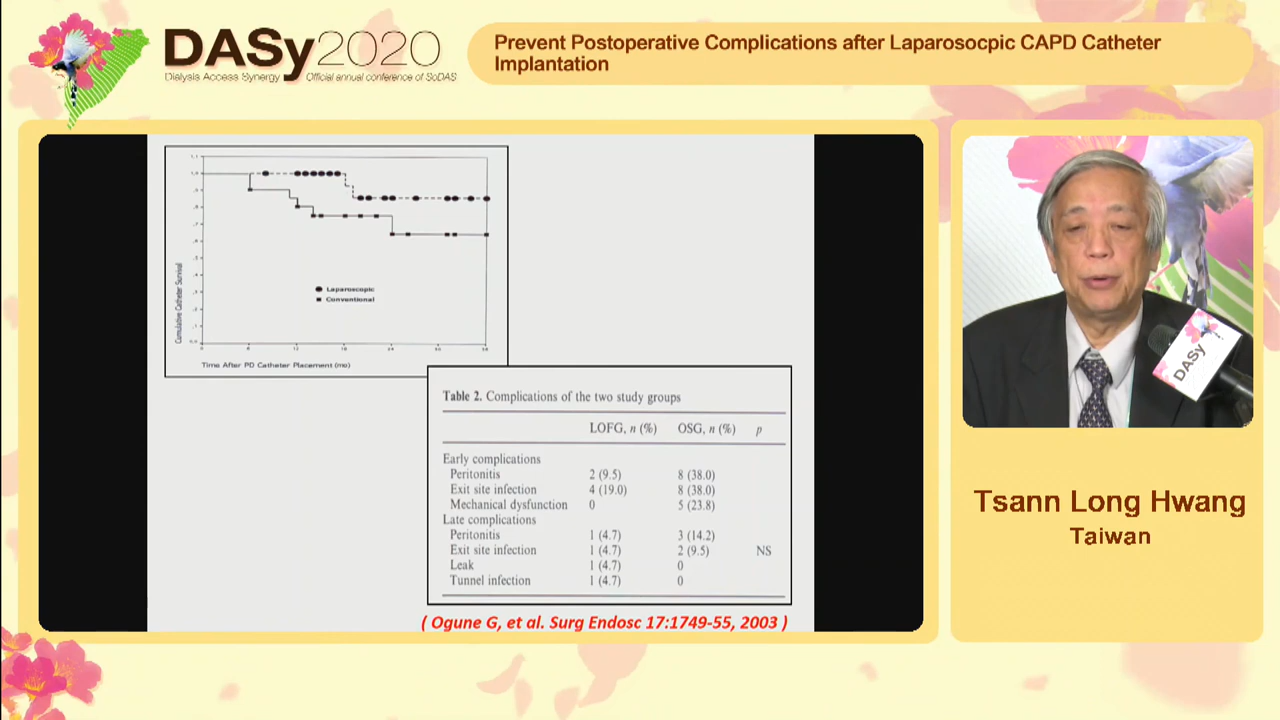 DASy2020
Dialysis Access Synergy Official annual conference of SoDAS
Prevent Postoperative Complications after Laparosocpic CAPD Catheter
Implantation
Cumulative Catheter Survival
Laparoscopic
Conventional
Time After PD Catheter Placement (mo)
Table 2. Complications of the two study groups
LOFG, n (%) OSG, n (%) p
Early complications
Peritonitis 2 (9.5) 8 (38.0)
Exit site infection 4 (19.0) 8 (38.0)
Mechanical dysfunction 0 5 (23.8)
Late complications
Peritonitis 1 (4.7) 3 (14.2)
Exit site infection 1 (4.7) 2 (9.5) NS
Leak 1 (4.7) 0
Tunnel infection 1 (4.7) 0
( Ogune G, et al. Surg Endosc 17:1749-55, 2003 )
DASy
Tsann Long Hwang
Taiwan